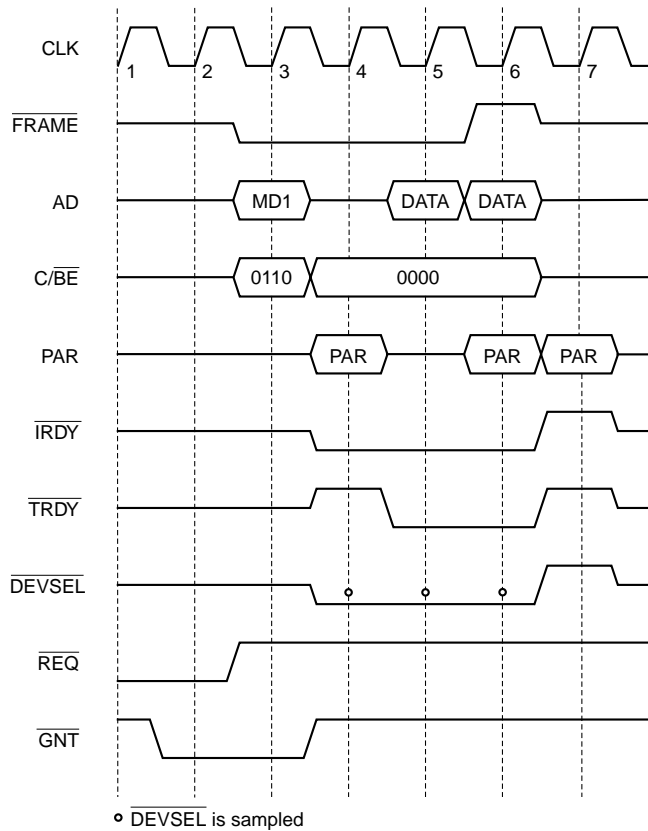 CLK
1 2 3 4 5 6 7
FRAME
AD
MD1 DATA DATA
C/BE
0110 0000
PAR
PAR PAR PAR
IRDY
TRDY
DEVSEL
REQ
GNT
DEVSEL is sampled